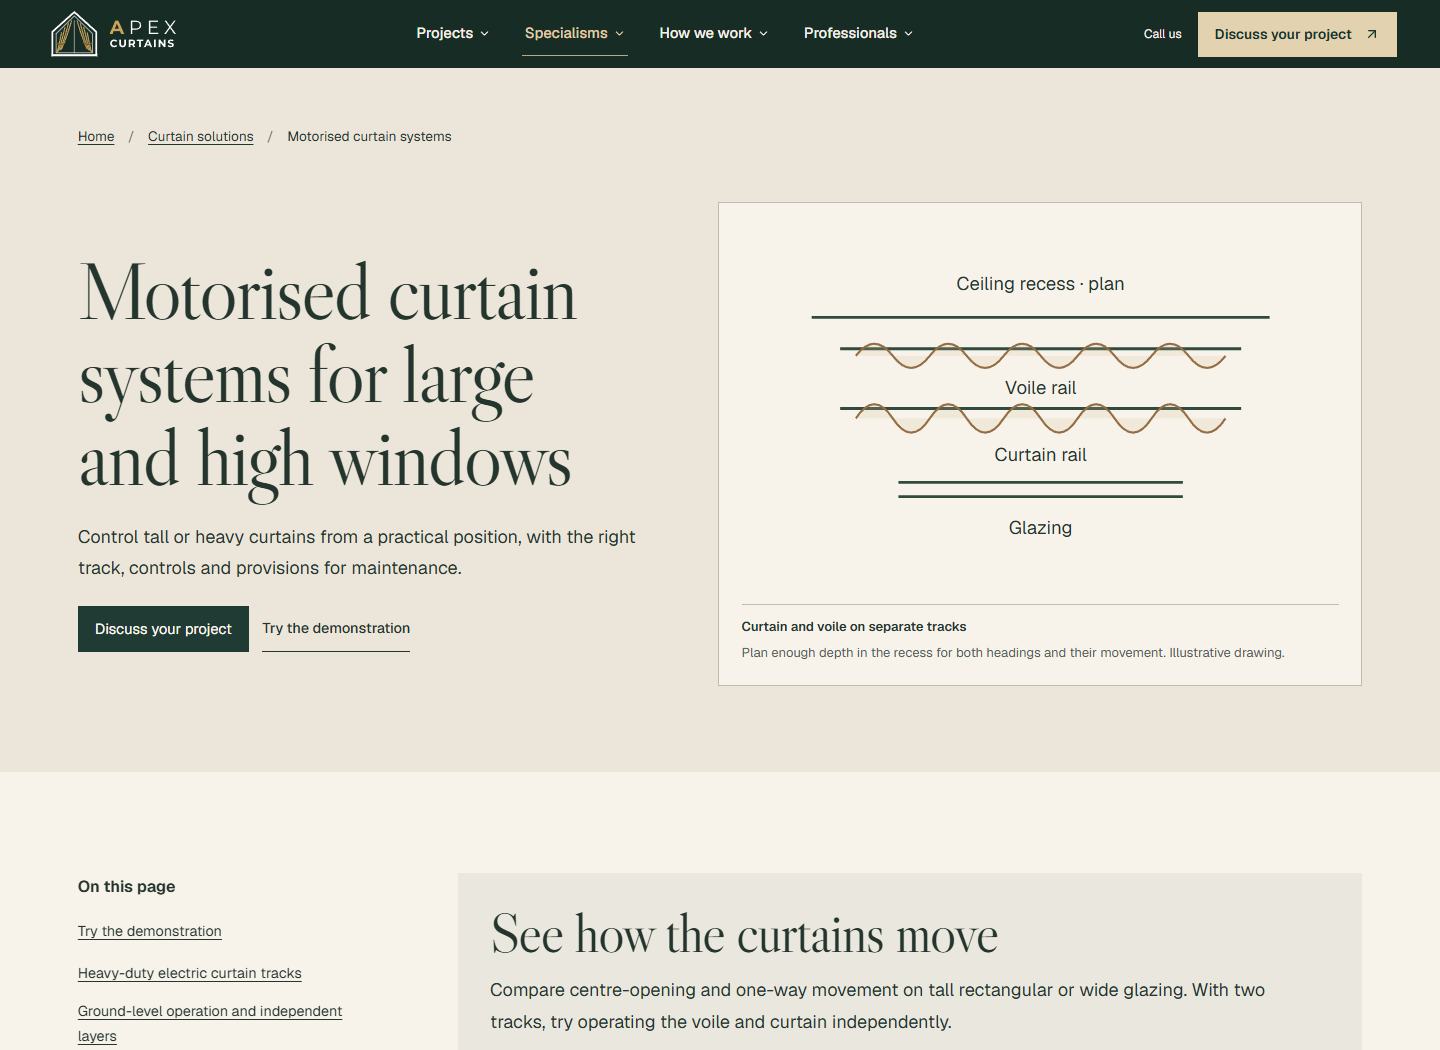 APEX
CURTAINS
Projects
Specialisms
How we work
Professionals
Call us
Discuss your project
Home / Curtain solutions / Motorised curtain systems
Motorised curtain
systems for large
and high windows
Control tall or heavy curtains from a practical position, with the right
track, controls and provisions for maintenance.
Discuss your project
Try the demonstration
Ceiling recess · plan
Voile rail
Curtain rail
Glazing
Curtain and voile on separate tracks
Plan enough depth in the recess for both headings and their movement. Illustrative drawing.
On this page
Try the demonstration
Heavy-duty electric curtain tracks
Ground-level operation and independent
layers
See how the curtains move
Compare centre-opening and one-way movement on tall rectangular or wide glazing. With two
tracks, try operating the voile and curtain independently.